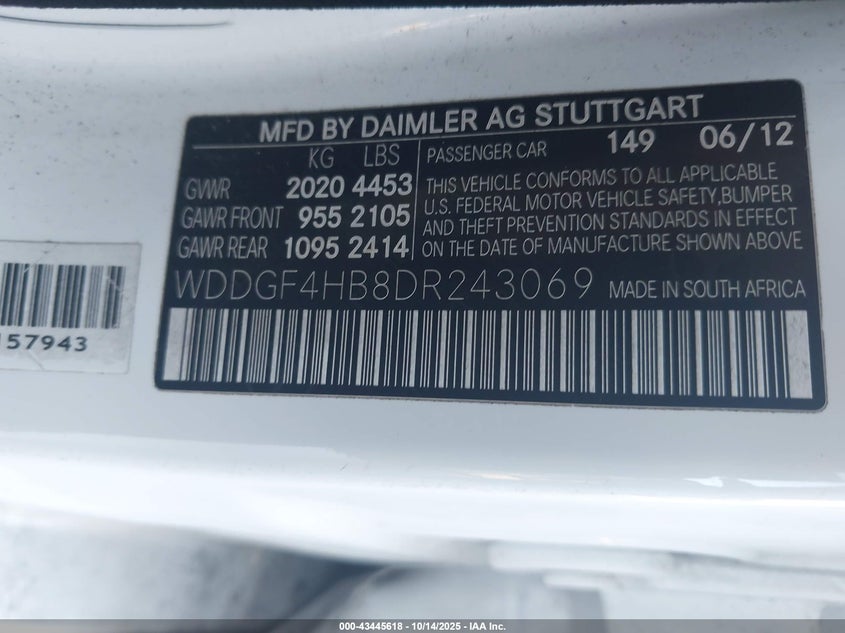 MFD BY DAIMLER AG STUTTGART
KG LBS
GVWR 2020 4453
GAWR FRONT 955 2105
GAWR REAR 1095 2414
PASSENGER CAR 149 06/12
THIS VEHICLE CONFORMS TO ALL APPLICABLE
U.S. FEDERAL MOTOR VEHICLE SAFETY,BUMPER
AND THEFT PREVENTION STANDARDS IN EFFECT
ON THE DATE OF MANUFACTURE SHOWN ABOVE
WDDGF4HB8DR243069 MADE IN SOUTH AFRICA
157943
000-43445618 - 10/14/2025 - IAA Inc.